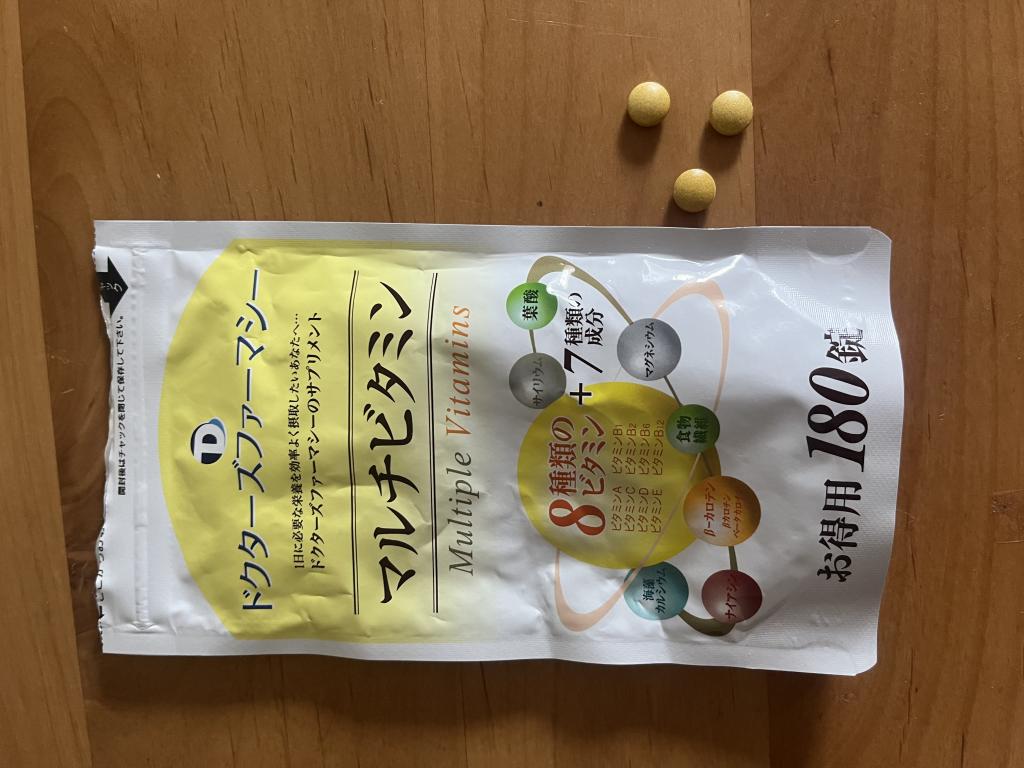 チャック
開封後はチャックを閉じて保存して下さい。
D
ドクターズファーマシー
1日に必要な栄養を効率よく摂取したいあなたへ…
ドクターズファーマシーのサプリメント
マルチビタミン
Multiple Vitamins
8種類の
ビタミン
ビタミンA ビタミンB1
ビタミンC ビタミンB2
ビタミンD ビタミンB6
ビタミンE ビタミンB12
+7種類の
成分
葉酸
サイリウム
マグネシウム
食物
繊維
β-カロテン
海藻
カルシウム
ナイアシン
お得用180錠